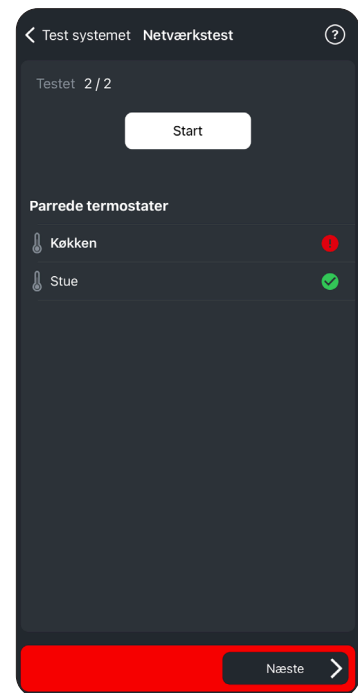 Test systemet Netværkstest ?
Testet 2 / 2
Start
Parrede termostater
Køkken
Stue
Næste